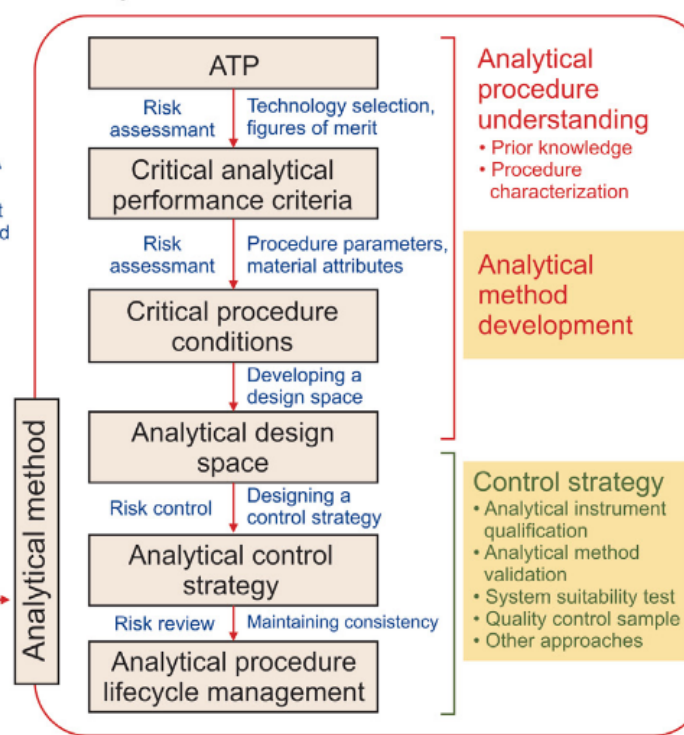 ATP
Risk
assessmant
Technology selection,
figures of merit
Critical analytical
performance criteria
Risk
assessmant
Procedure parameters,
material attributes
Critical procedure
conditions
Developing a
design space
Analytical design
space
Risk control
Designing a
control strategy
Analytical control
strategy
Risk review
Maintaining consistency
Analytical procedure
lifecycle management
Analytical method
Analytical
procedure
understanding
• Prior knowledge
• Procedure
characterization
Analytical
method
development
Control strategy
• Analytical instrument
qualification
• Analytical method
validation
• System suitability test
• Quality control sample
• Other approaches